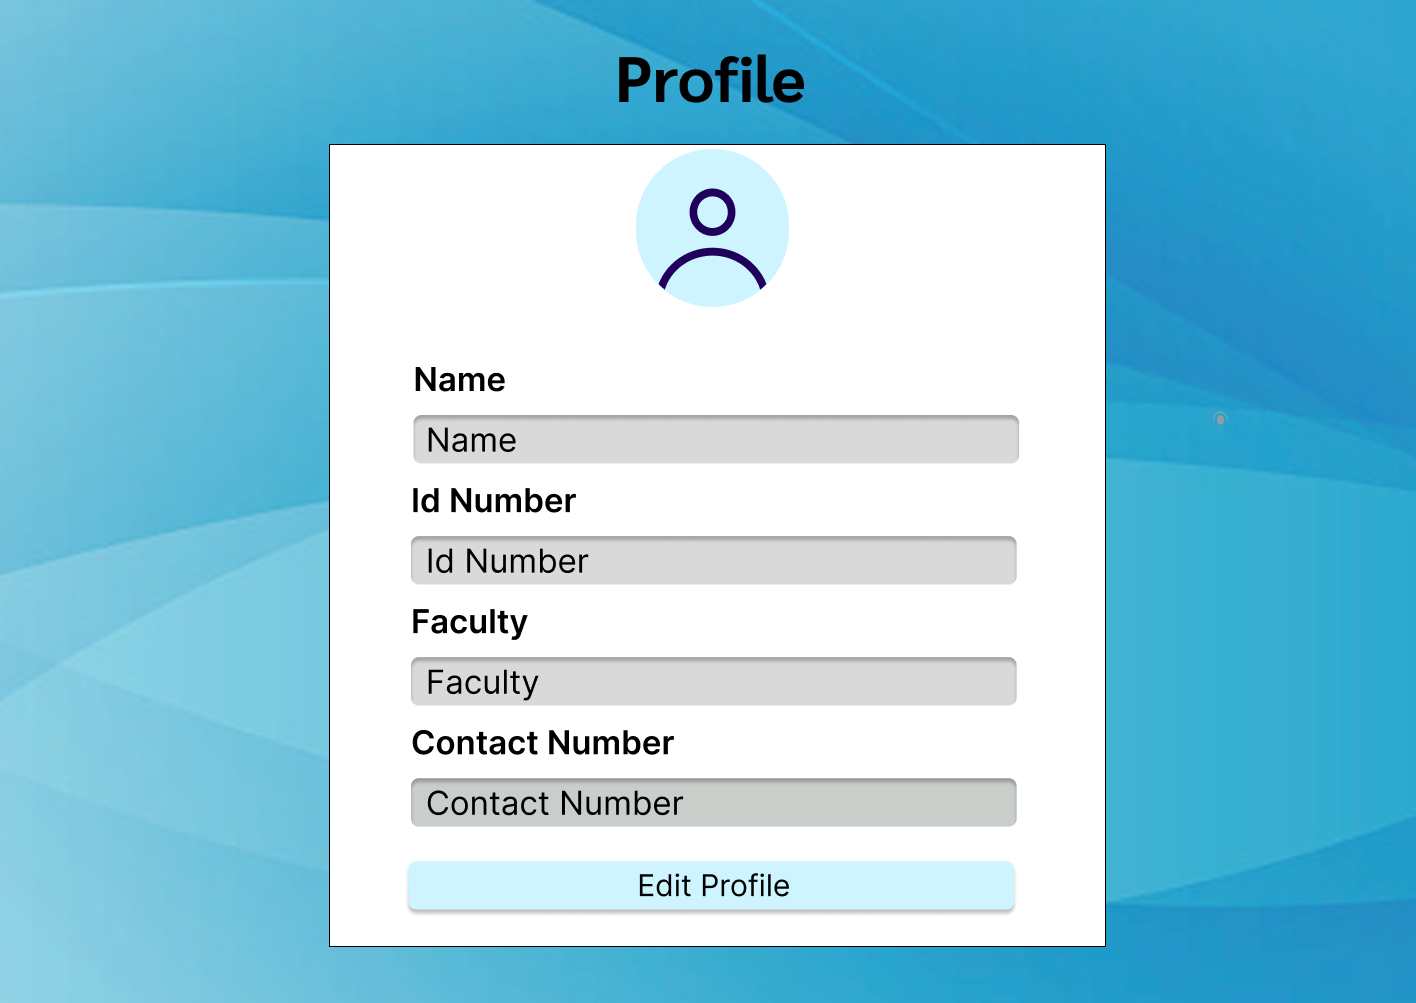 Profile
Name
Name
Id Number
Id Number
Faculty
Faculty
Contact Number
Contact Number
Edit Profile